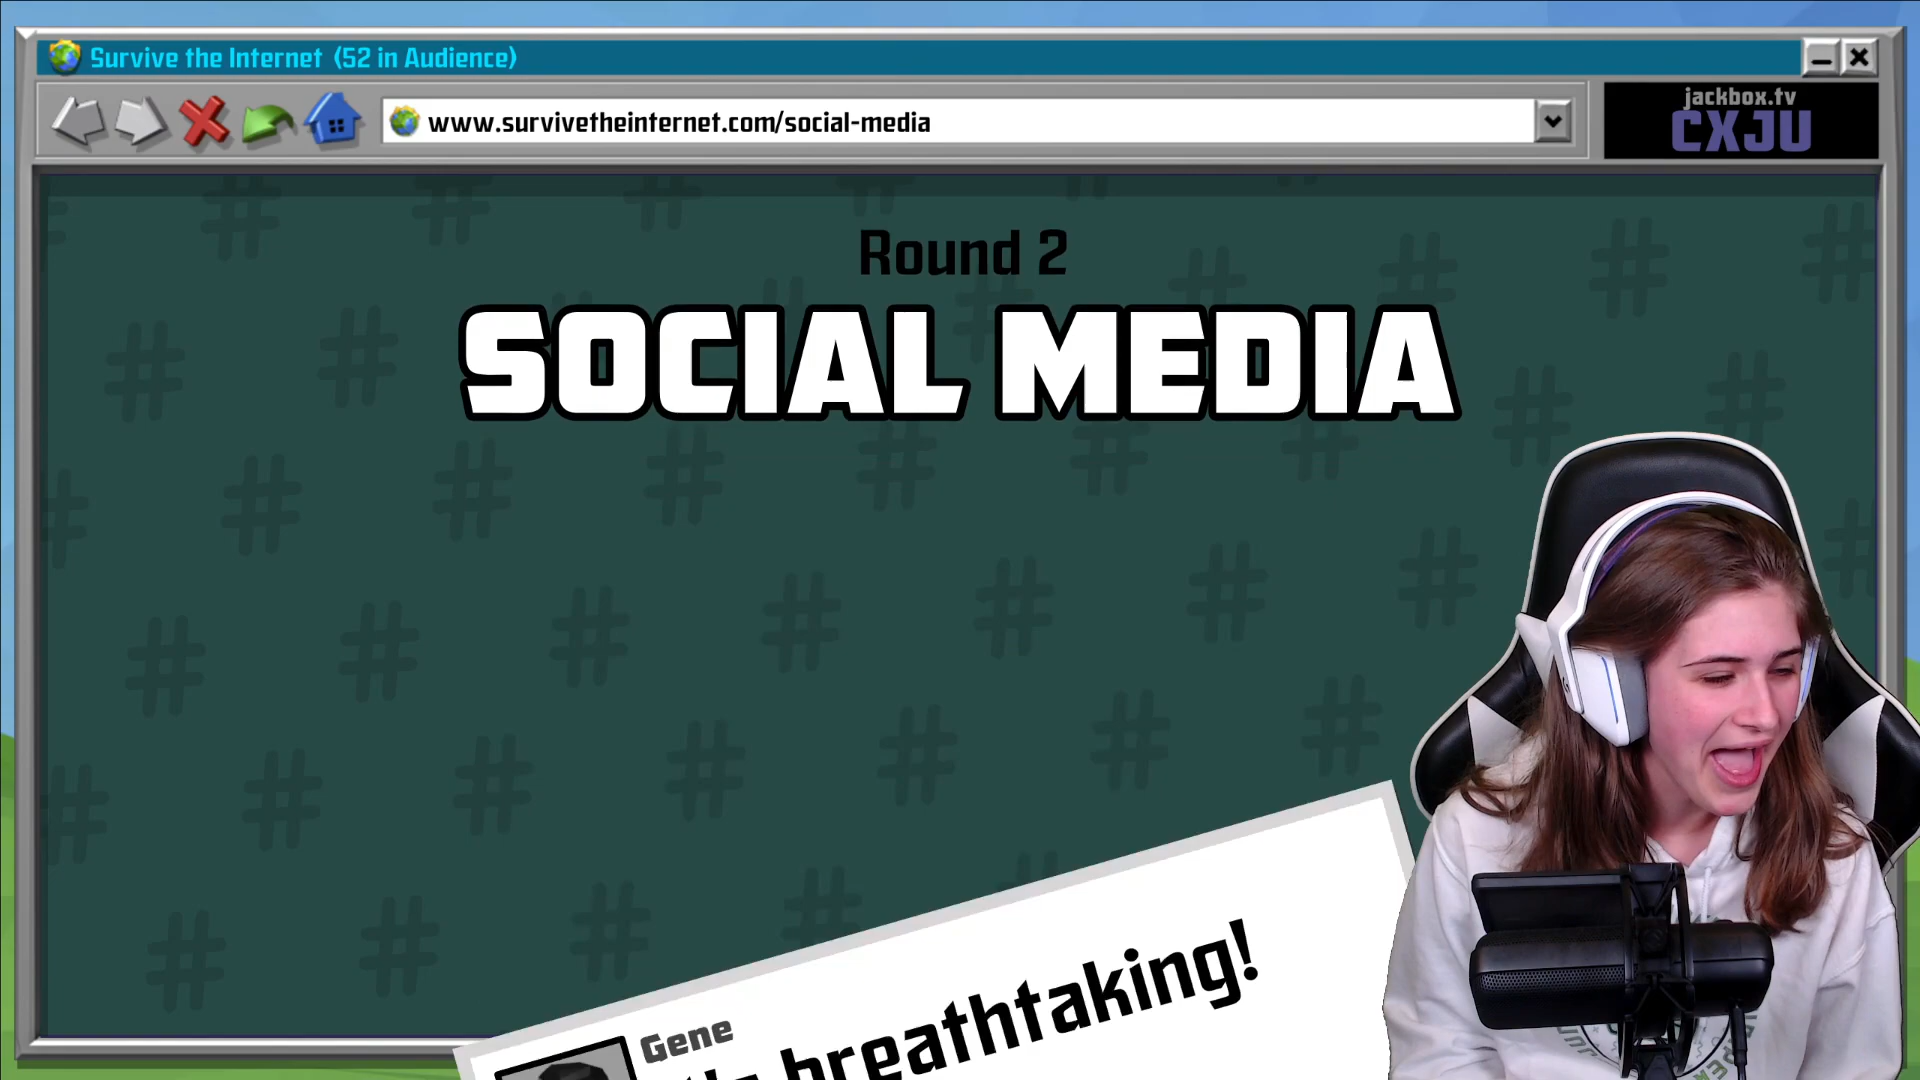 Survive the Internet (52 in Audience)
www.survivetheinternet.com/social-media
jackbox.tv
CXJU
Round 2
SOCIAL MEDIA
Gene
breathtaking!